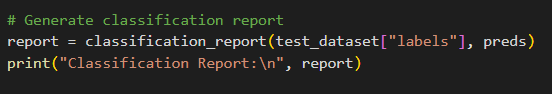 # Generate classification report
report = classification_report(test_dataset["labels"], preds)
print("Classification Report:\n", report)